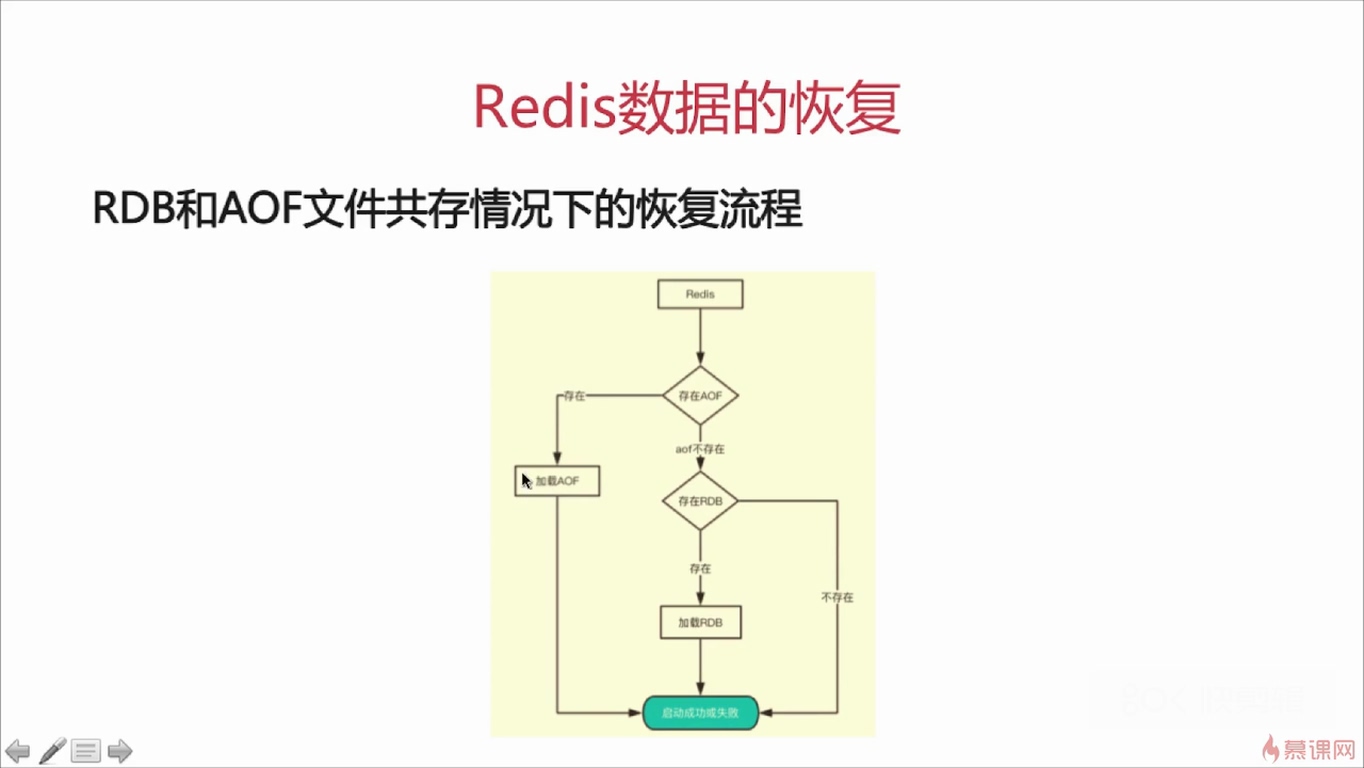 Redis数据的恢复
RDB和AOF文件共存情况下的恢复流程
Redis
存在
存在AOF
aof不存在
加载AOF
存在RDB
存在
不存在
加载RDB
启动成功或失败
慕课网